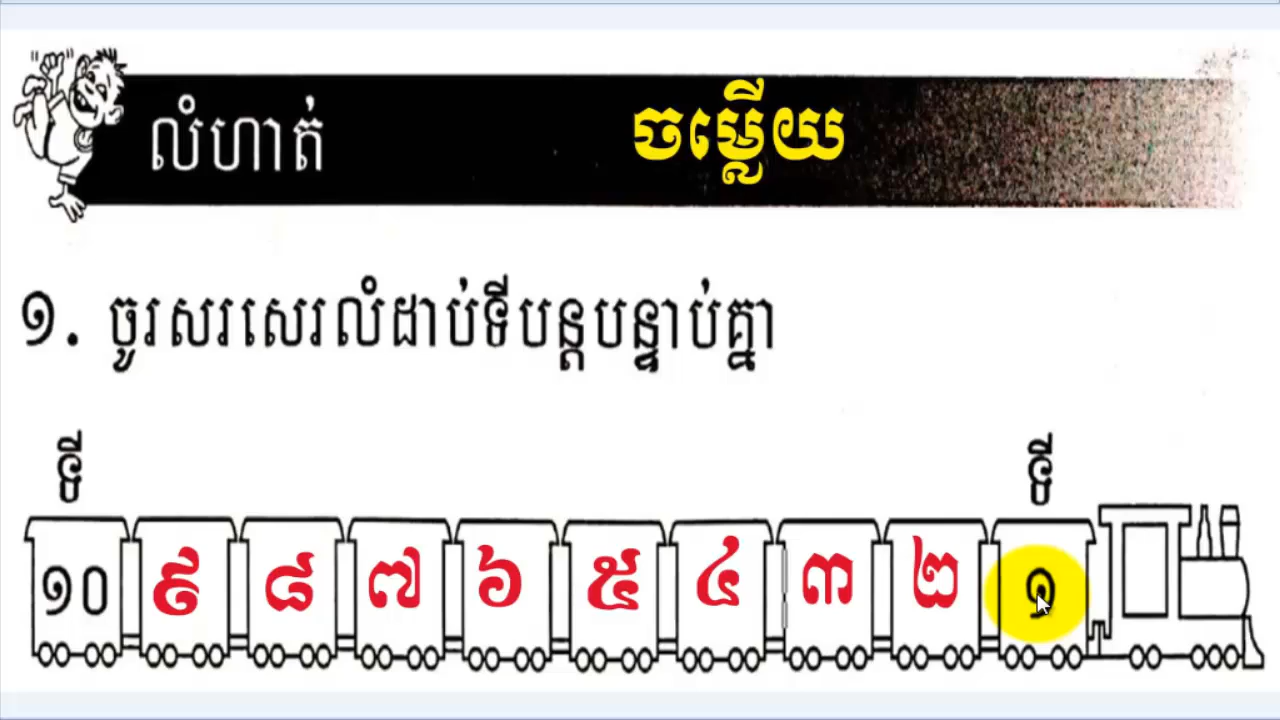 លំហាត់ ចម្លើយ
១. ចូរសរសេរលំដាប់ទីបន្តបន្ទាប់គ្នា
ទី ទី
១០ ៩ ៨ ៧ ៦ ៥ ៤ ៣ ២ ១